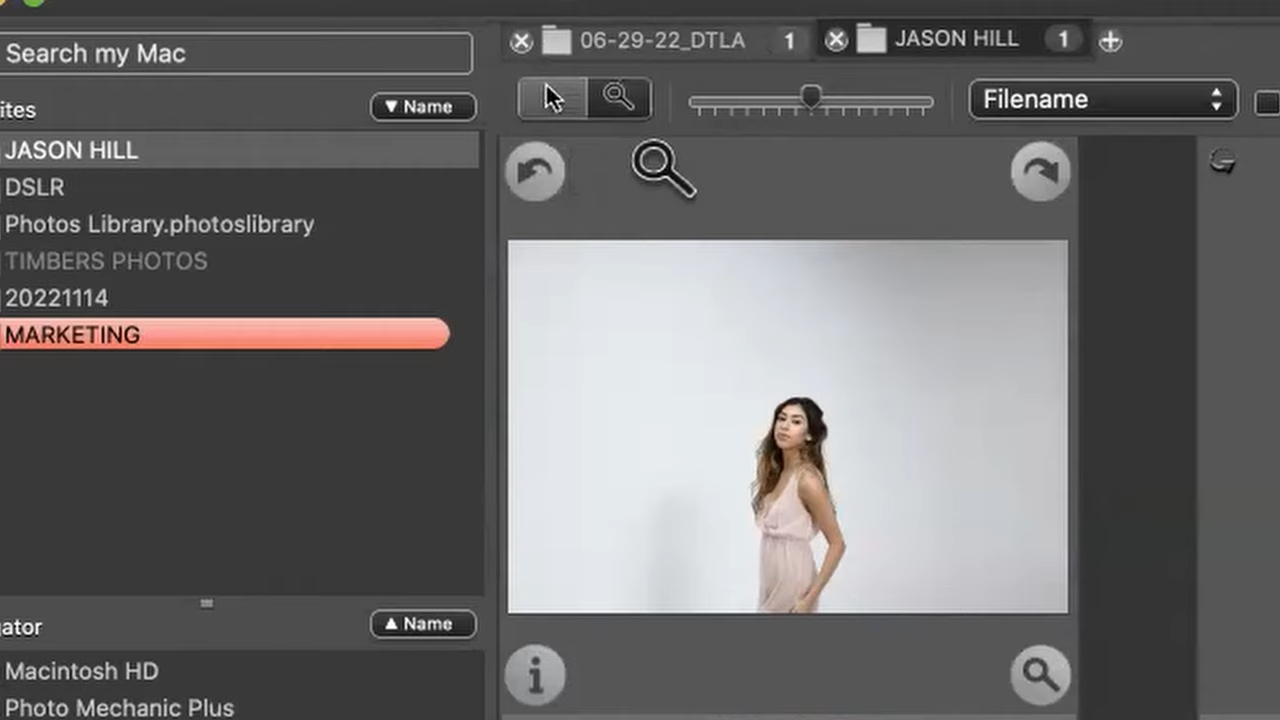 Search my Mac
06-29-22_DTLA 1
JASON HILL 1
ites
▼ Name
Filename
JASON HILL
DSLR
Photos Library.photoslibrary
TIMBERS PHOTOS
20221114
MARKETING
gator
▲ Name
Macintosh HD
Photo Mechanic Plus